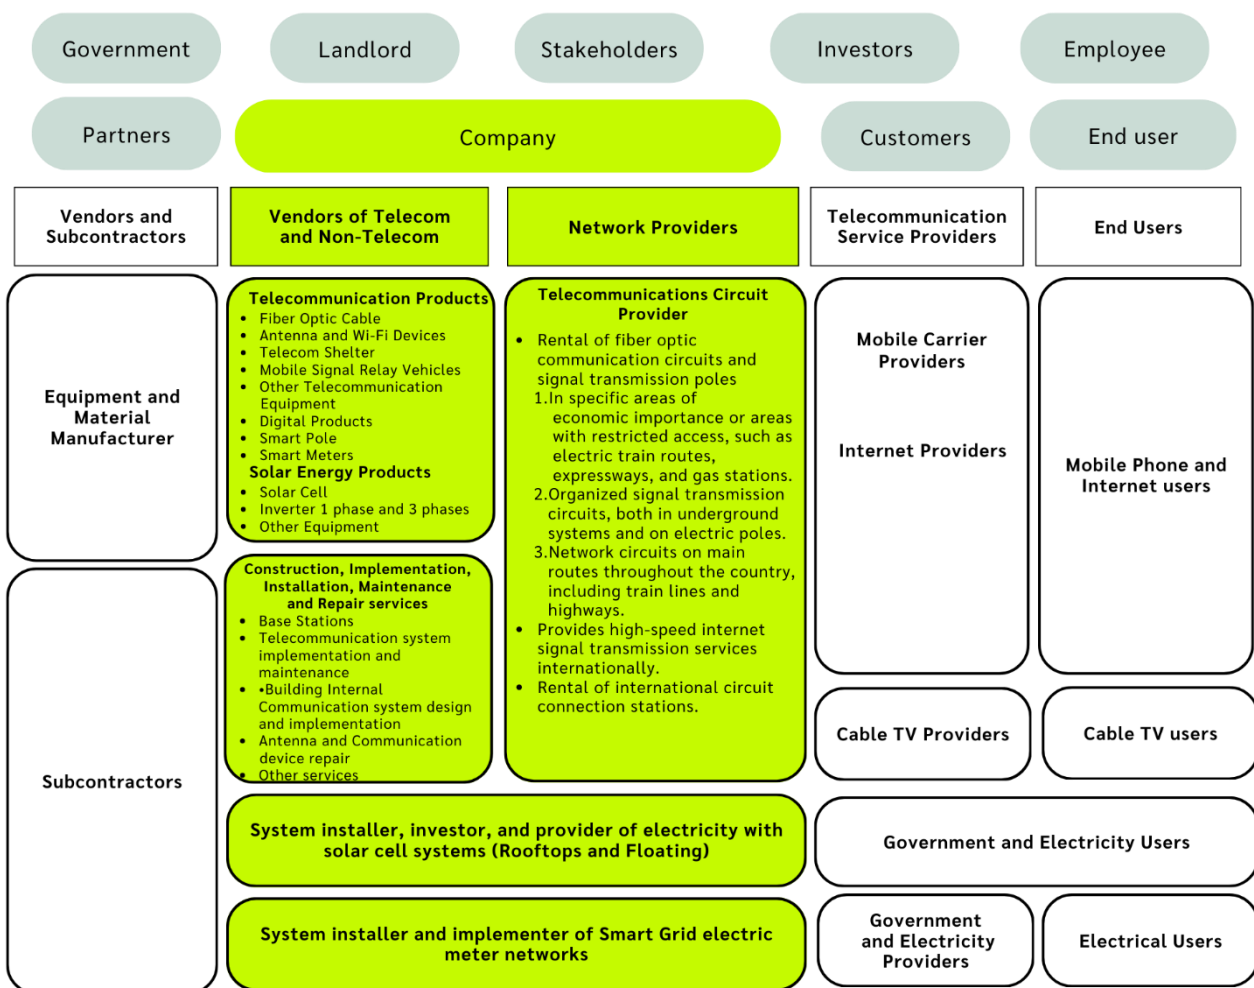 Government
Landlord
Stakeholders
Investors
Employee
Partners
Company
Customers
End user
Vendors and
Subcontractors
Vendors of Telecom
and Non-Telecom
Network Providers
Telecommunication
Service Providers
End Users
Equipment and
Material
Manufacturer
Subcontractors
Telecommunication Products
• Fiber Optic Cable
• Antenna and Wi-Fi Devices
• Telecom Shelter
• Mobile Signal Relay Vehicles
• Other Telecommunication
Equipment
• Digital Products
• Smart Pole
• Smart Meters
Solar Energy Products
• Solar Cell
• Inverter 1 phase and 3 phases
• Other Equipment
Construction, Implementation,
Installation, Maintenance
and Repair services
• Base Stations
• Telecommunication system
implementation and
maintenance
• •Building Internal
Communication system design
and implementation
• Antenna and Communication
device repair
• Other services
Telecommunications Circuit
Provider
• Rental of fiber optic
communication circuits and
signal transmission poles
1.In specific areas of
economic importance or areas
with restricted access, such as
electric train routes,
expressways, and gas stations.
2.Organized signal transmission
circuits, both in underground
systems and on electric poles.
3.Network circuits on main
routes throughout the country,
including train lines and
highways.
• Provides high-speed internet
signal transmission services
internationally.
• Rental of international circuit
connection stations.
Mobile Carrier
Providers
Internet Providers
Mobile Phone and
Internet users
Cable TV Providers
Cable TV users
System installer, investor, and provider of electricity with
solar cell systems (Rooftops and Floating)
Government and Electricity Users
System installer and implementer of Smart Grid electric
meter networks
Government
and Electricity
Providers
Electrical Users